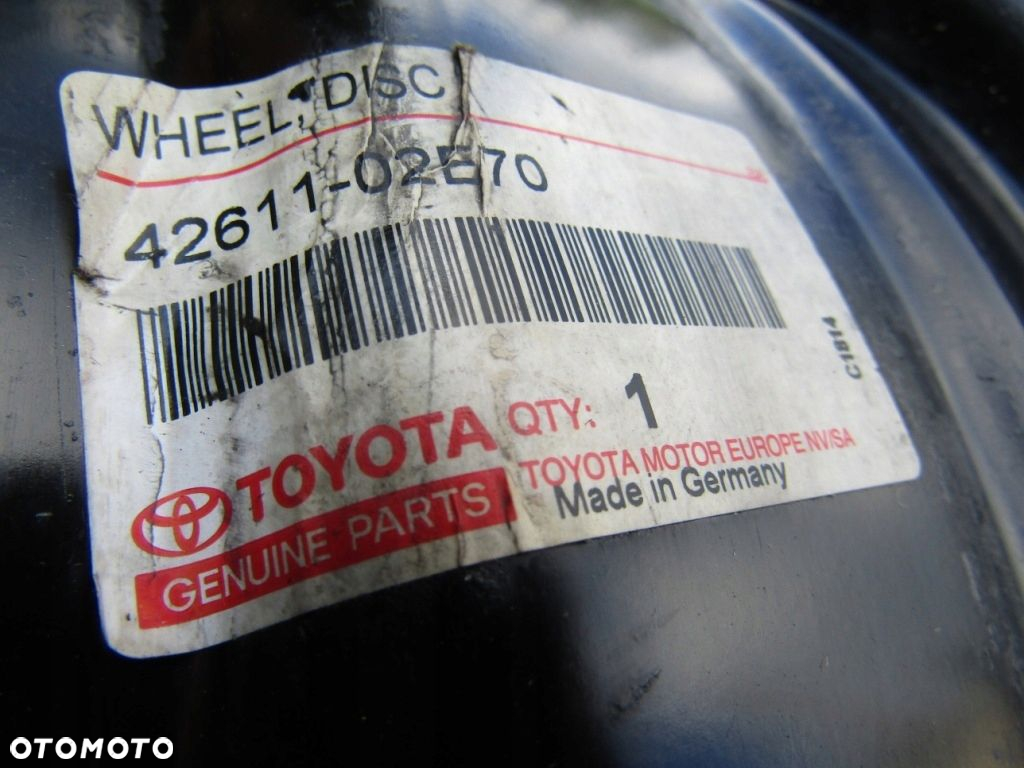 WHEEL, DISC
42611-02E70
C1814
TOYOTA QTY: 1
GENUINE PARTS
TOYOTA MOTOR EUROPE NV/SA
Made in Germany
OTOMOTO